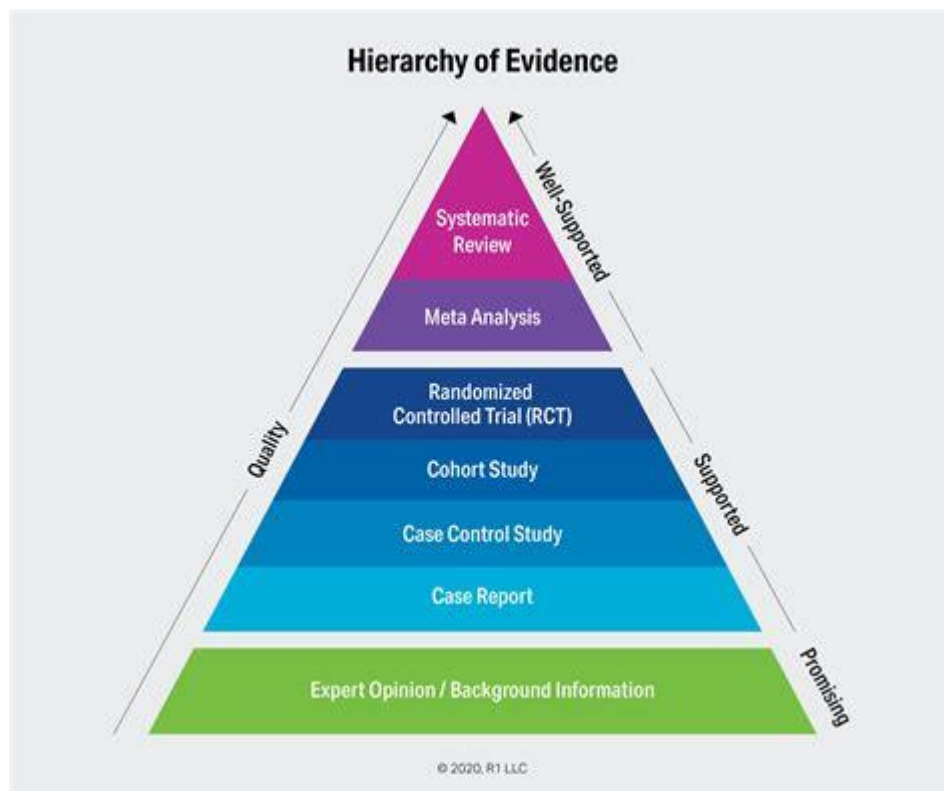 Hierarchy of Evidence
Systematic
Review
Well-Supported
Meta Analysis
Randomized
Controlled Trial (RCT)
Quality
Cohort Study
Supported
Case Control Study
Case Report
Expert Opinion / Background Information
Promising
© 2020, R1 LLC